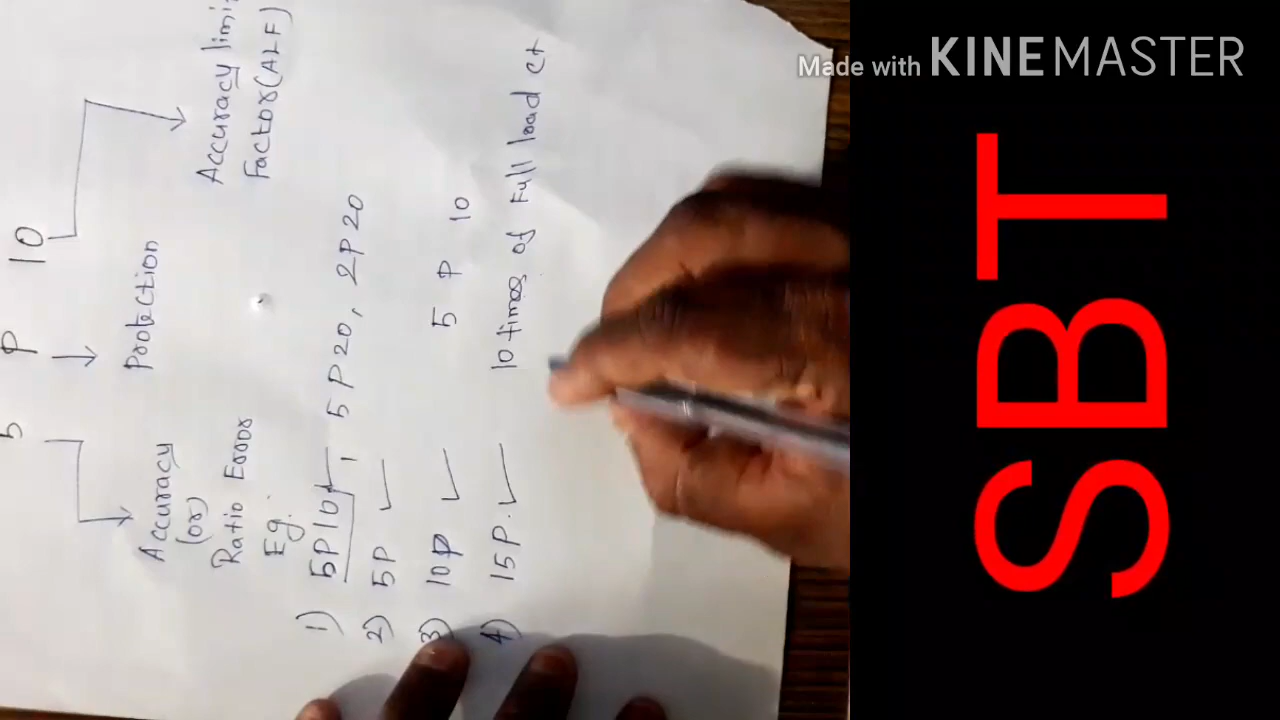 5 P 10
Accuracy
(or)
Ratio Error
Protection
Accuracy limi
Factor (ALF)
Eg.
1) 5P10, 5P20, 2P20
2) 5P
3) 10P 5 P 10
4) 15P. 10 times of Full load Ct
Made with KINEMASTER
SBT